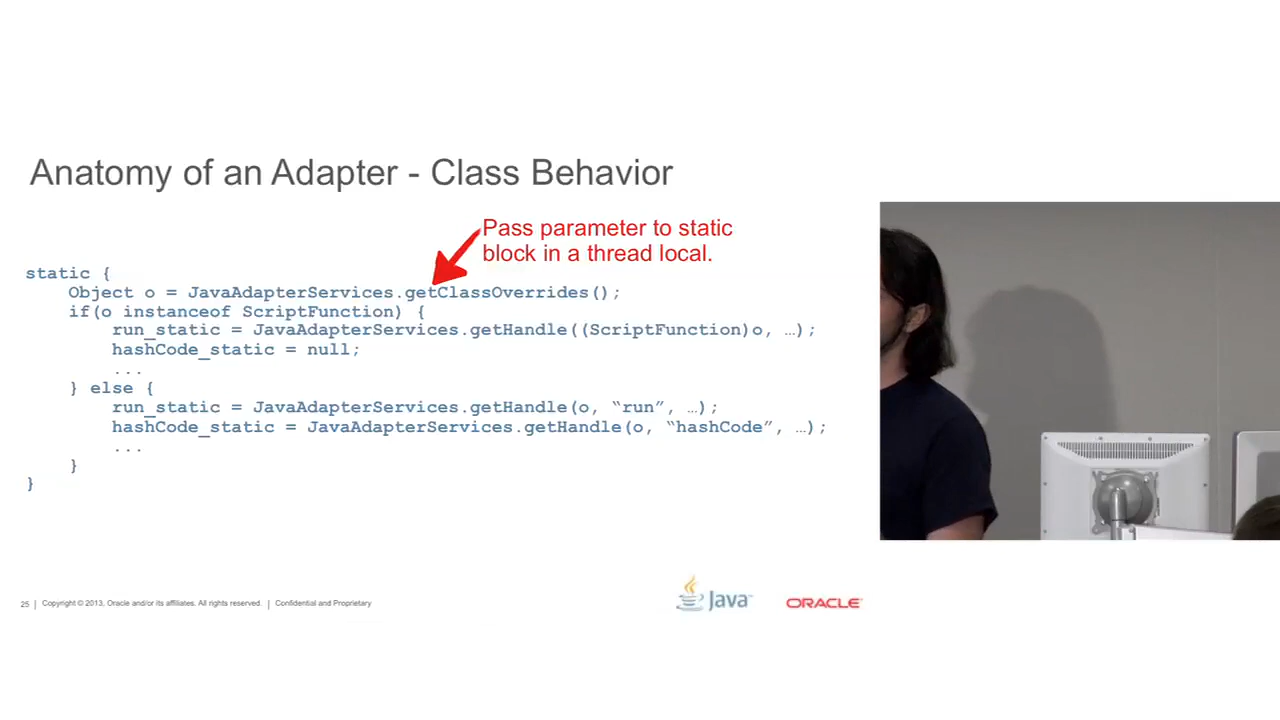 Anatomy of an Adapter - Class Behavior
Pass parameter to static
block in a thread local.
static {
Object o = JavaAdapterServices.getClassOverrides();
if(o instanceof ScriptFunction) {
run_static = JavaAdapterServices.getHandle((ScriptFunction)o, …);
hashCode_static = null;
...
} else {
run_static = JavaAdapterServices.getHandle(o, “run”, …);
hashCode_static = JavaAdapterServices.getHandle(o, “hashCode”, …);
...
}
}
25 | Copyright © 2013, Oracle and/or its affiliates. All rights reserved. | Confidential and Proprietary
Java™
ORACLE®